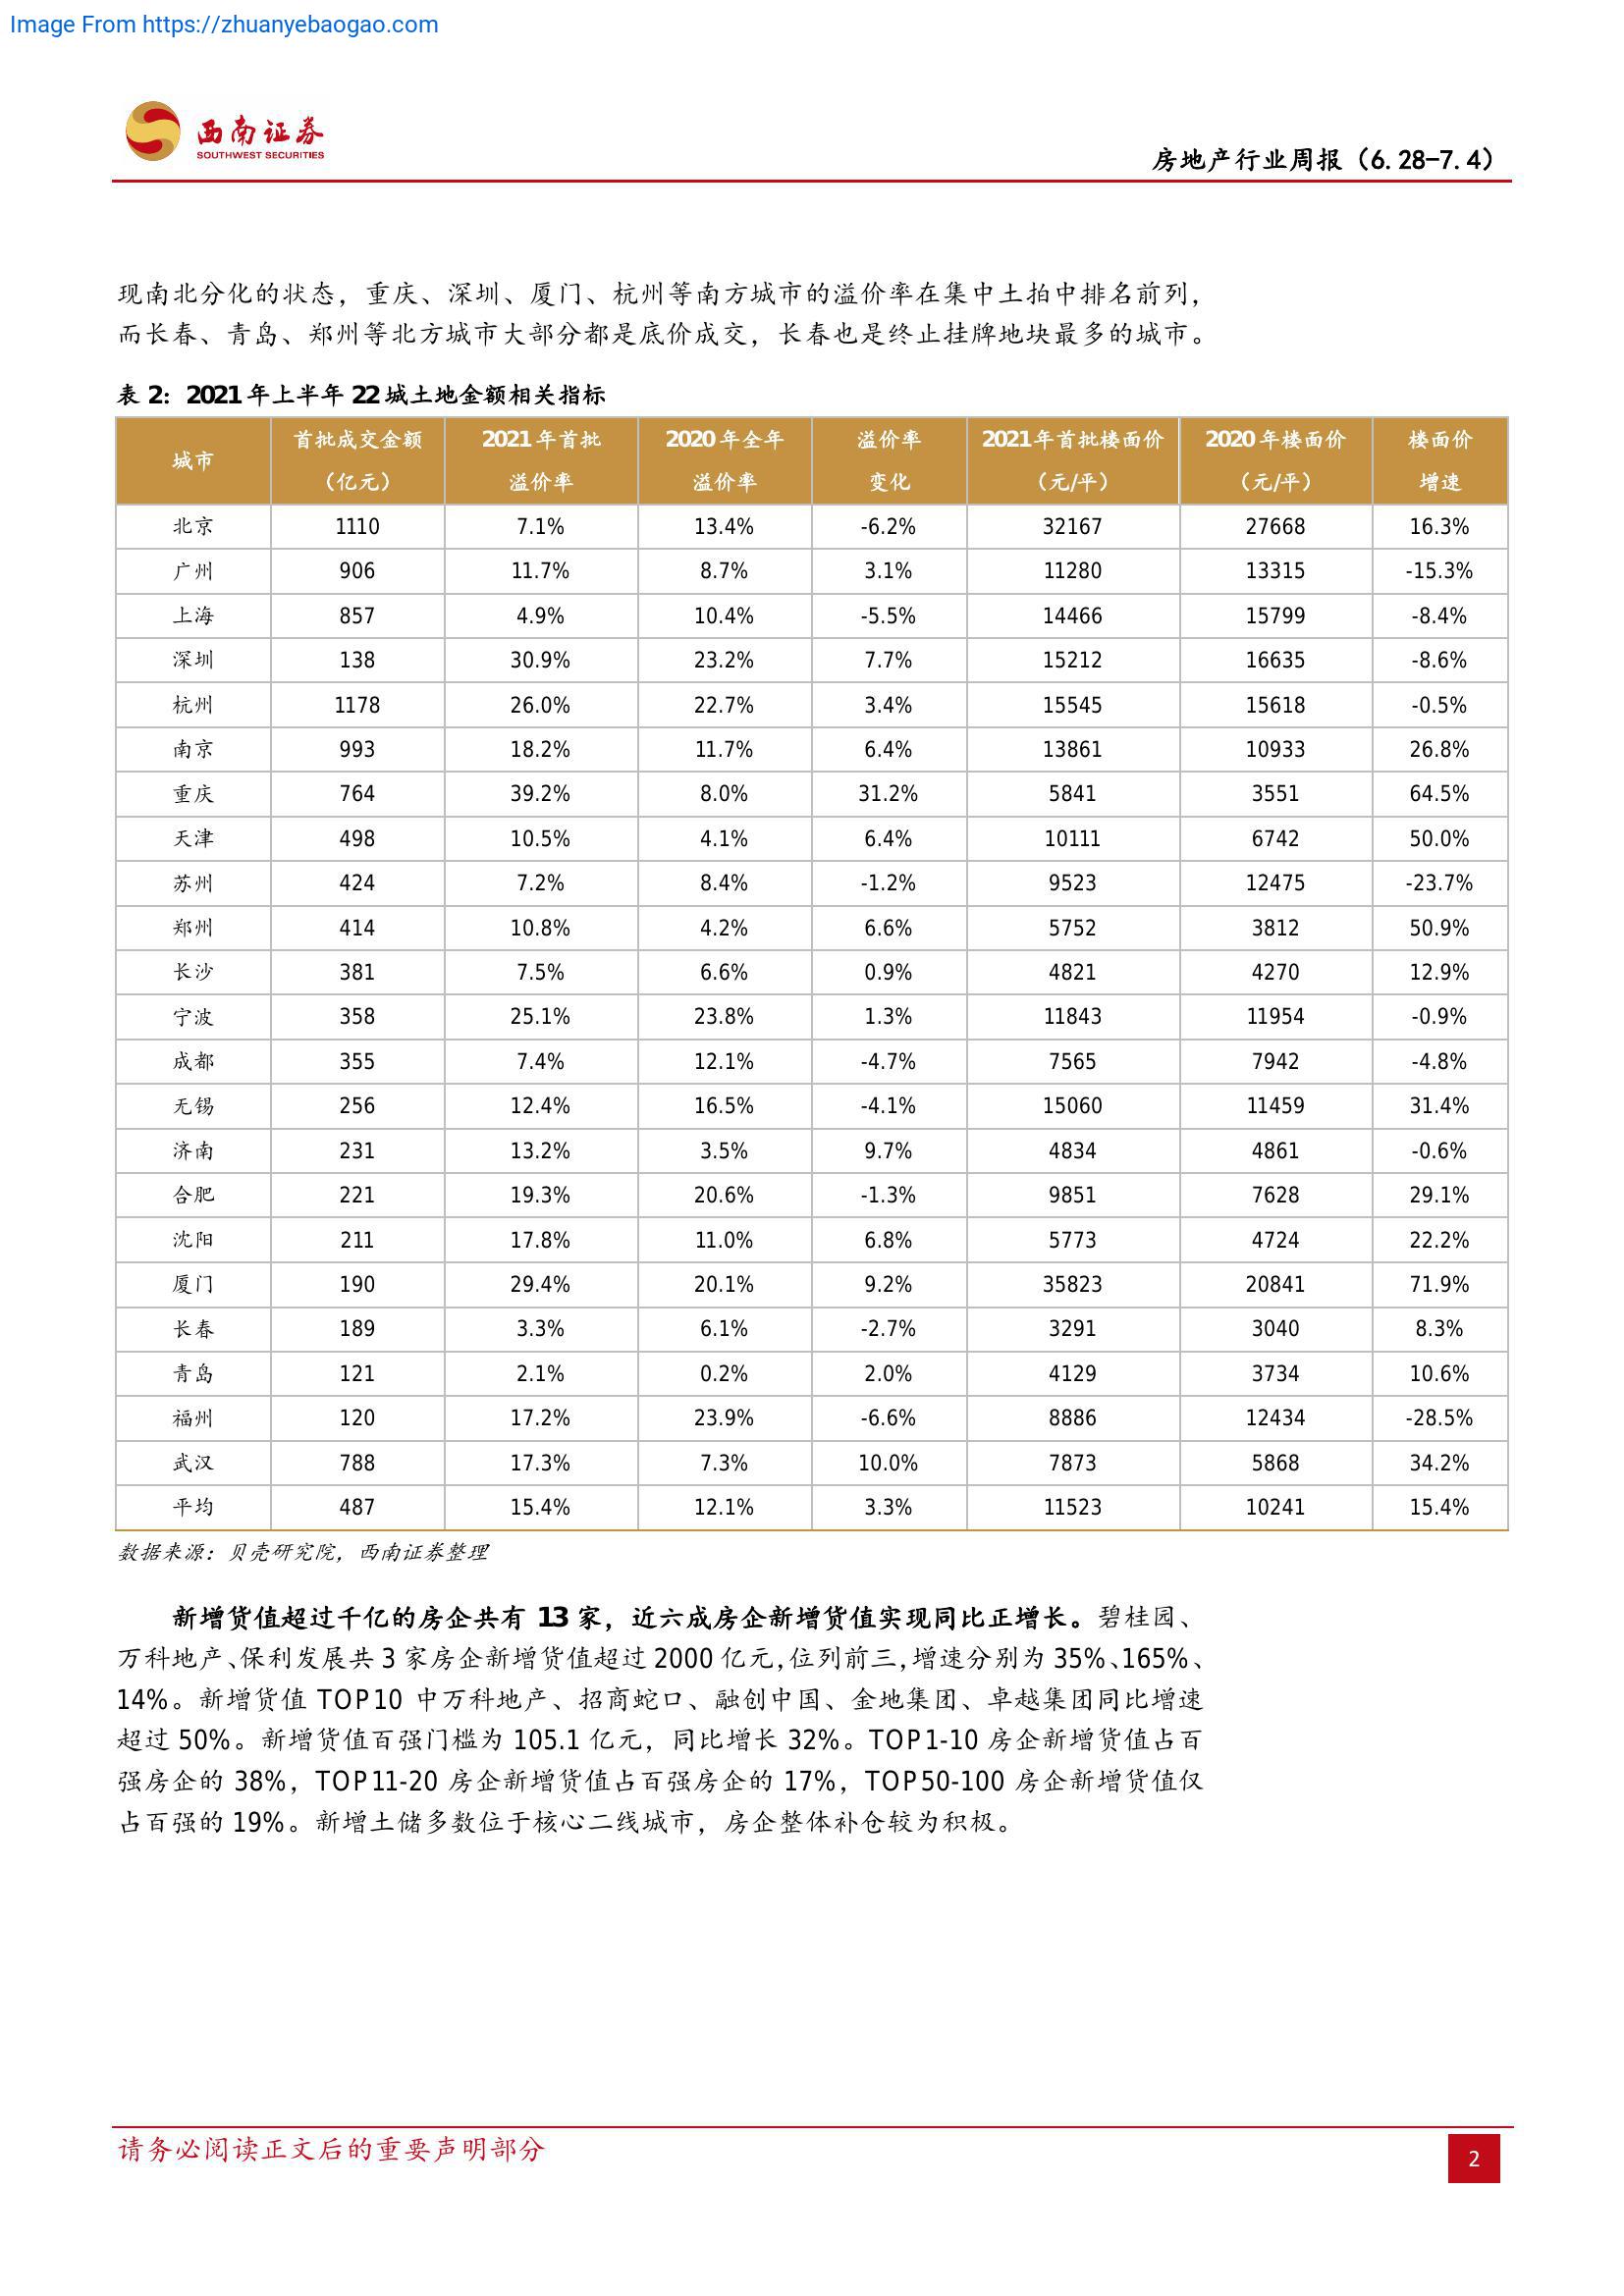 Image From https://zhuanyebaogao.com
西南证券
SOUTHWEST SECURITIES
房地产行业周报（6.28-7.4）
现南北分化的状态，重庆、深圳、厦门、杭州等南方城市的溢价率在集中土拍中排名前列，
而长春、青岛、郑州等北方城市大部分都是底价成交，长春也是终止挂牌地块最多的城市。
表 2：2021 年上半年 22 城土地金额相关指标
城市 首批成交金额（亿元） 2021 年首批溢价率 2020 年全年溢价率 溢价率变化 2021 年首批楼面价（元/平） 2020 年楼面价（元/平） 楼面价增速
北京 1110 7.1% 13.4% -6.2% 32167 27668 16.3%
广州 906 11.7% 8.7% 3.1% 11280 13315 -15.3%
上海 857 4.9% 10.4% -5.5% 14466 15799 -8.4%
深圳 138 30.9% 23.2% 7.7% 15212 16635 -8.6%
杭州 1178 26.0% 22.7% 3.4% 15545 15618 -0.5%
南京 993 18.2% 11.7% 6.4% 13861 10933 26.8%
重庆 764 39.2% 8.0% 31.2% 5841 3551 64.5%
天津 498 10.5% 4.1% 6.4% 10111 6742 50.0%
苏州 424 7.2% 8.4% -1.2% 9523 12475 -23.7%
郑州 414 10.8% 4.2% 6.6% 5752 3812 50.9%
长沙 381 7.5% 6.6% 0.9% 4821 4270 12.9%
宁波 358 25.1% 23.8% 1.3% 11843 11954 -0.9%
成都 355 7.4% 12.1% -4.7% 7565 7942 -4.8%
无锡 256 12.4% 16.5% -4.1% 15060 11459 31.4%
济南 231 13.2% 3.5% 9.7% 4834 4861 -0.6%
合肥 221 19.3% 20.6% -1.3% 9851 7628 29.1%
沈阳 211 17.8% 11.0% 6.8% 5773 4724 22.2%
厦门 190 29.4% 20.1% 9.2% 35823 20841 71.9%
长春 189 3.3% 6.1% -2.7% 3291 3040 8.3%
青岛 121 2.1% 0.2% 2.0% 4129 3734 10.6%
福州 120 17.2% 23.9% -6.6% 8886 12434 -28.5%
武汉 788 17.3% 7.3% 10.0% 7873 5868 34.2%
平均 487 15.4% 12.1% 3.3% 11523 10241 15.4%
数据来源：贝壳研究院，西南证券整理
新增货值超过千亿的房企共有 13 家，近六成房企新增货值实现同比正增长。碧桂园、
万科地产、保利发展共 3 家房企新增货值超过 2000 亿元，位列前三，增速分别为 35%、165%、
14%。新增货值 TOP10 中万科地产、招商蛇口、融创中国、金地集团、卓越集团同比增速
超过 50%。新增货值百强门槛为 105.1 亿元，同比增长 32%。TOP1-10 房企新增货值占百
强房企的 38%，TOP11-20 房企新增货值占百强房企的 17%，TOP50-100 房企新增货值仅
占百强的 19%。新增土储多数位于核心二线城市，房企整体补仓较为积极。
请务必阅读正文后的重要声明部分
2